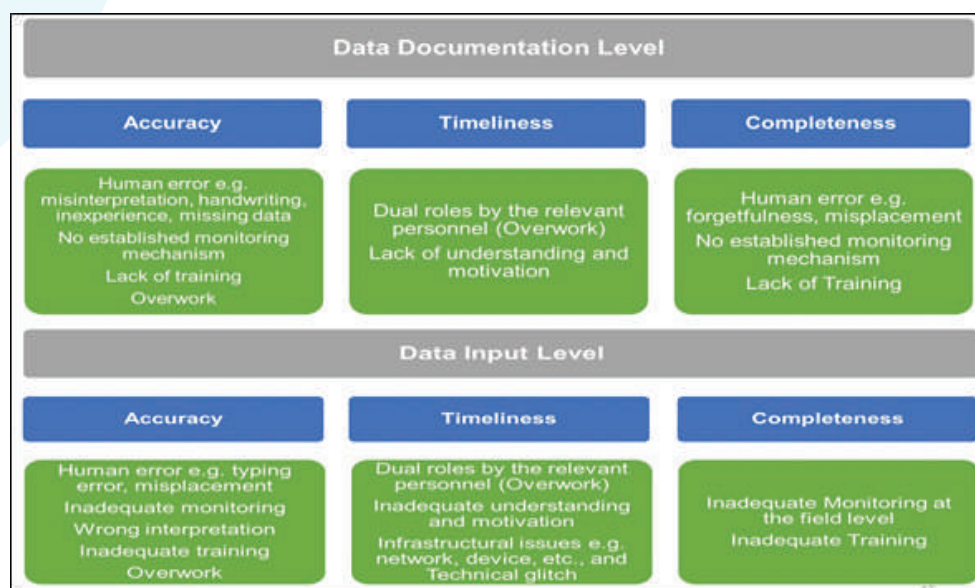 Data Documentation Level
Accuracy
Timeliness
Completeness
Human error e.g.
misinterpretation, handwriting,
inexperience, missing data
No established monitoring
mechanism
Lack of training
Overwork
Dual roles by the relevant
personnel (Overwork)
Lack of understanding and
motivation
Human error e.g.
forgetfulness, misplacement
No established monitoring
mechanism
Lack of Training
Data Input Level
Accuracy
Timeliness
Completeness
Human error e.g. typing
error, misplacement
Inadequate monitoring
Wrong interpretation
Inadequate training
Overwork
Dual roles by the relevant
personnel (Overwork)
Inadequate understanding
and motivation
Infrastructural issues e.g.
network, device, etc., and
Technical glitch
Inadequate Monitoring at
the field level
Inadequate Training